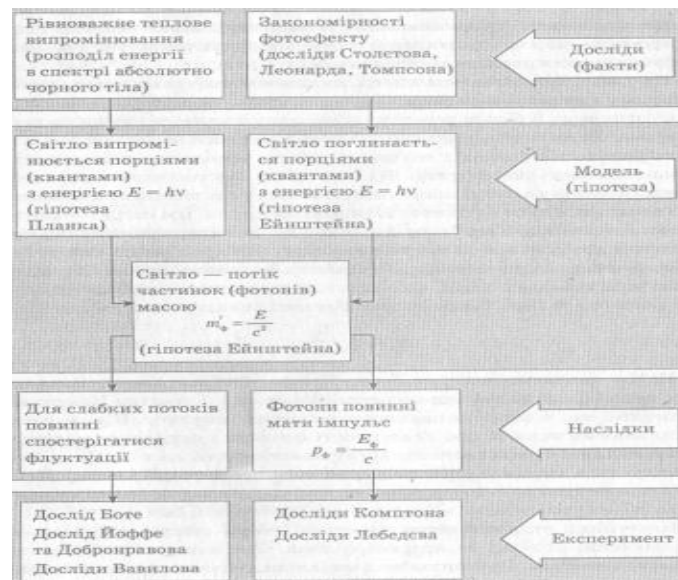 Рівноважне теплове
випромінювання
(розподіл енергії
в спектрі абсолютно
чорного тіла)
Закономірності
фотоефекту
(досліди Столєтова,
Леонарда, Томпсона)
Досліди
(факти)
Світло випромі-
нюється порціями
(квантами)
з енергією E = hν
(гіпотеза
Планка)
Світло поглинаєть-
ся порціями
(квантами)
з енергією E = hν
(гіпотеза
Ейнштейна)
Модель
(гіпотеза)
Світло — потік
частинок (фотонів)
масою
m'ф = E/c²
(гіпотеза Ейнштейна)
Для слабких потоків
повинні
спостерігатися
флуктуації
Фотони повинні
мати імпульс
pф = Eф/c
Наслідки
Дослід Боте
Дослід Йоффе
та Добронравова
Досліди Вавилова
Досліди Комптона
Досліди Лебедєва
Експеримент